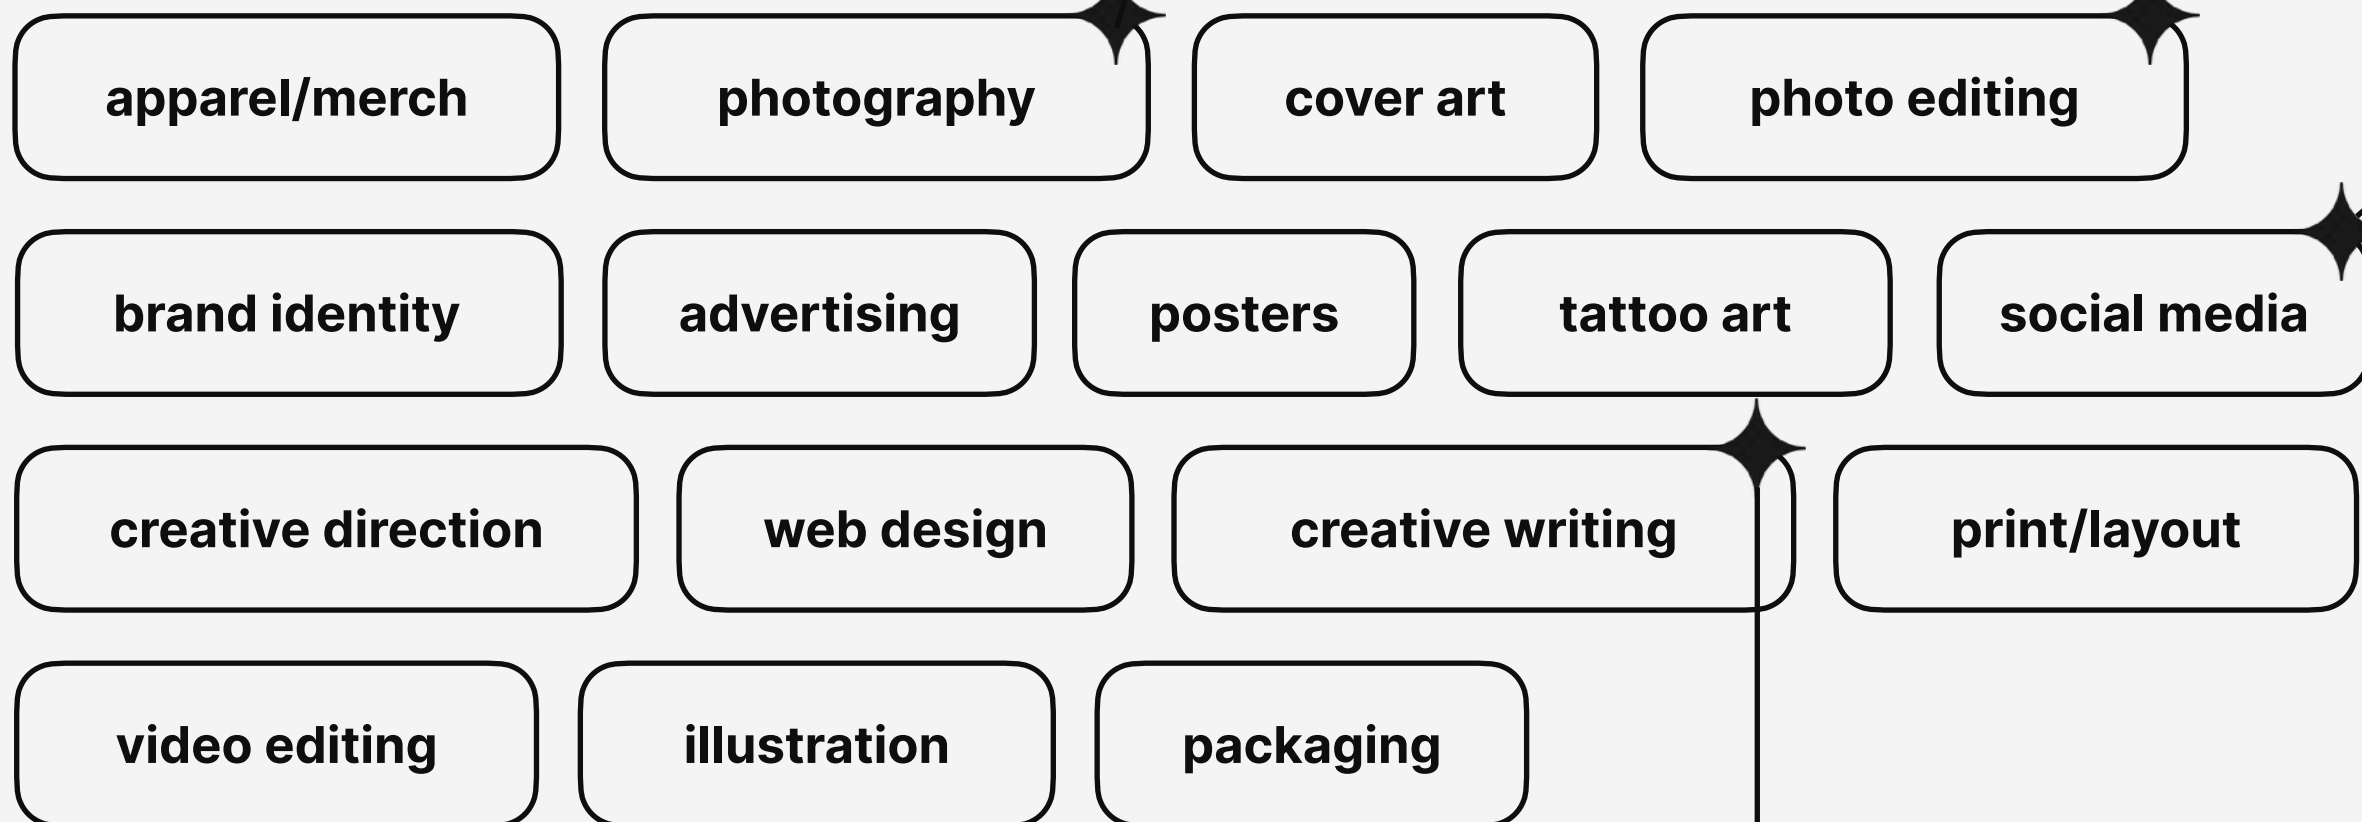 apparel/merch
photography
cover art
photo editing
brand identity
advertising
posters
tattoo art
social media
creative direction
web design
creative writing
print/layout
video editing
illustration
packaging